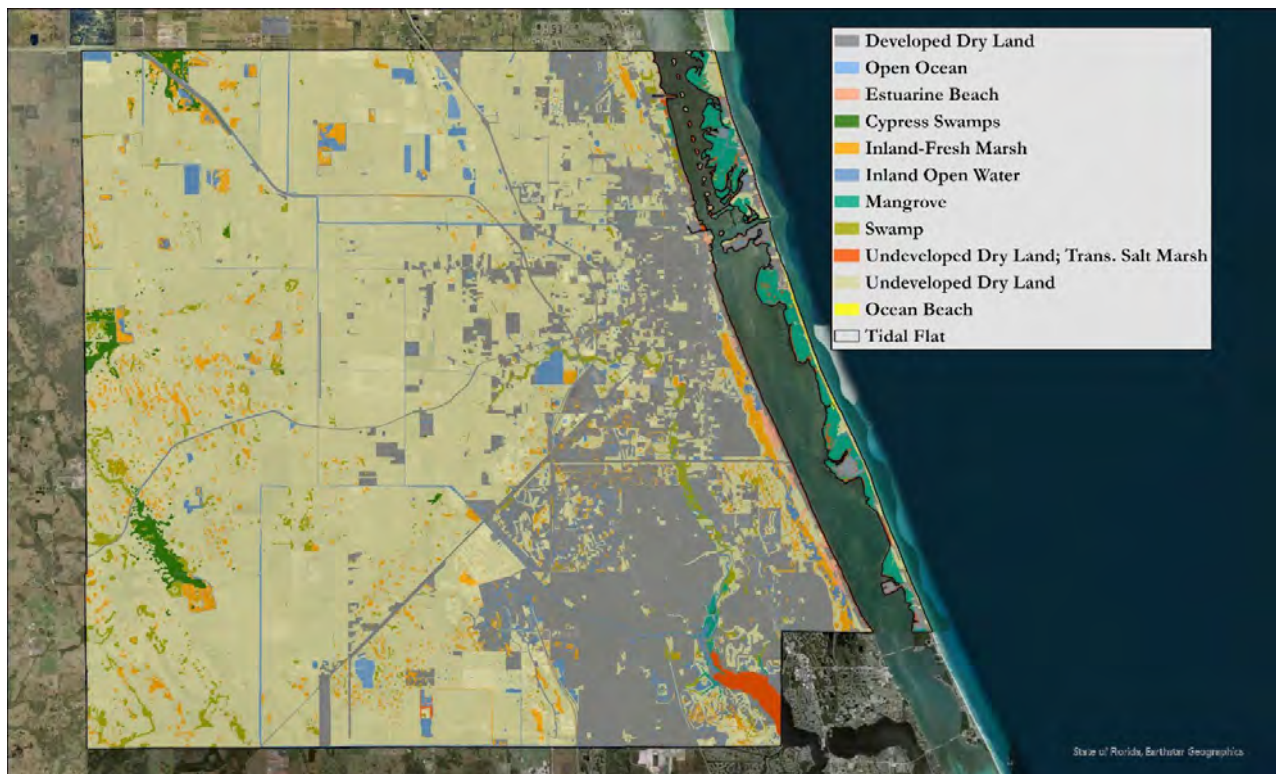 Developed Dry Land
Open Ocean
Estuarine Beach
Cypress Swamps
Inland-Fresh Marsh
Inland Open Water
Mangrove
Swamp
Undeveloped Dry Land; Trans. Salt Marsh
Undeveloped Dry Land
Ocean Beach
Tidal Flat
State of Florida, Earthstar Geographics